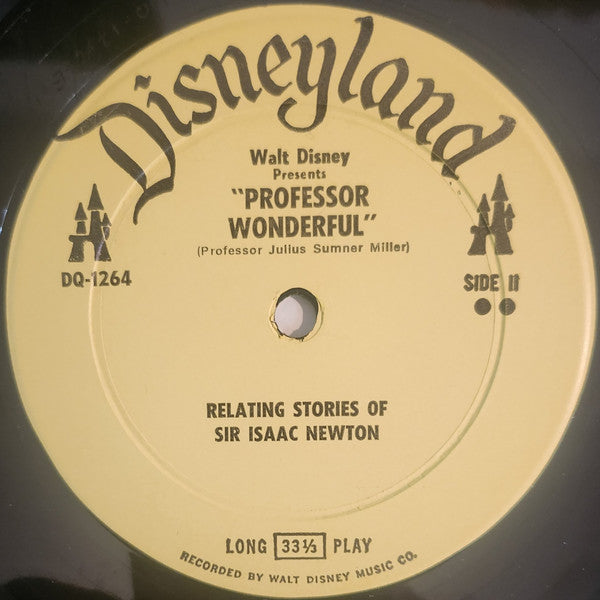 Disneyland
Walt Disney
Presents
"PROFESSOR
WONDERFUL"
(Professor Julius Sumner Miller)
DQ-1264
SIDE II
RELATING STORIES OF
SIR ISAAC NEWTON
LONG 33⅓ PLAY
RECORDED BY WALT DISNEY MUSIC CO.